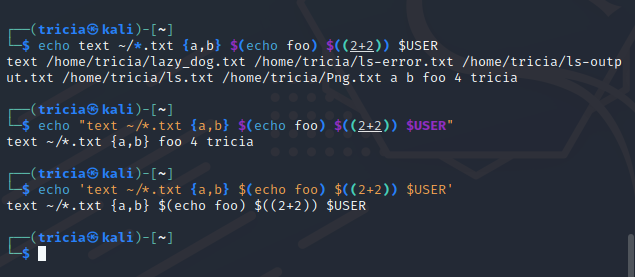 ┌──(tricia㉿kali)-[~]
└─$ echo text ~/*.txt {a,b} $(echo foo) $((2+2)) $USER
text /home/tricia/lazy_dog.txt /home/tricia/ls-error.txt /home/tricia/ls-outp
ut.txt /home/tricia/ls.txt /home/tricia/Png.txt a b foo 4 tricia
┌──(tricia㉿kali)-[~]
└─$ echo "text ~/*.txt {a,b} $(echo foo) $((2+2)) $USER"
text ~/*.txt {a,b} foo 4 tricia
┌──(tricia㉿kali)-[~]
└─$ echo 'text ~/*.txt {a,b} $(echo foo) $((2+2)) $USER'
text ~/*.txt {a,b} $(echo foo) $((2+2)) $USER
┌──(tricia㉿kali)-[~]
└─$